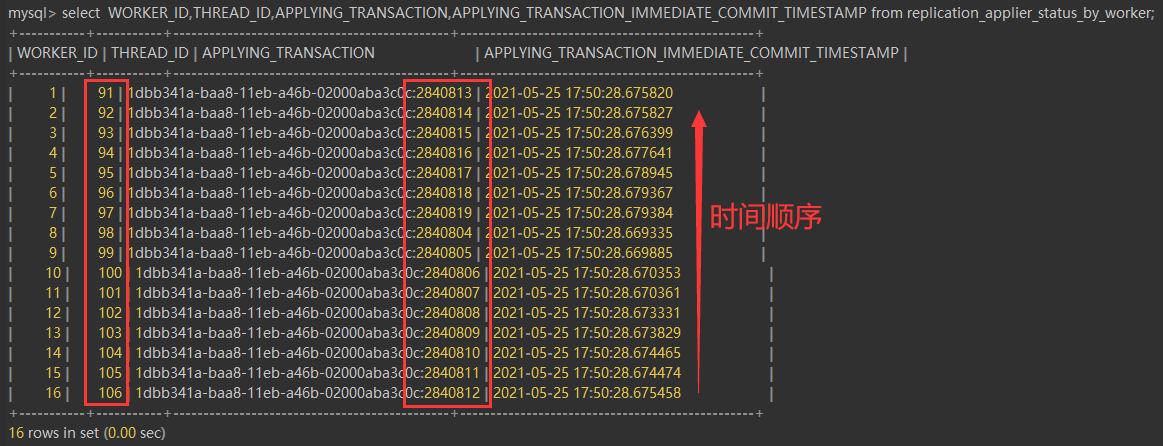 mysql> select  WORKER_ID,THREAD_ID,APPLYING_TRANSACTION,APPLYING_TRANSACTION_IMMEDIATE_COMMIT_TIMESTAMP from replication_applier_status_by_worker;
+-----------+-----------+----------------------------------------------+-------------------------------------------------+
| WORKER_ID | THREAD_ID | APPLYING_TRANSACTION | APPLYING_TRANSACTION_IMMEDIATE_COMMIT_TIMESTAMP |
+-----------+-----------+----------------------------------------------+-------------------------------------------------+
| 1 | 91 | 1dbb341a-baa8-11eb-a46b-02000aba3c0c:2840813 | 2021-05-25 17:50:28.675820 |
| 2 | 92 | 1dbb341a-baa8-11eb-a46b-02000aba3c0c:2840814 | 2021-05-25 17:50:28.675827 |
| 3 | 93 | 1dbb341a-baa8-11eb-a46b-02000aba3c0c:2840815 | 2021-05-25 17:50:28.676399 |
| 4 | 94 | 1dbb341a-baa8-11eb-a46b-02000aba3c0c:2840816 | 2021-05-25 17:50:28.677641 |
| 5 | 95 | 1dbb341a-baa8-11eb-a46b-02000aba3c0c:2840817 | 2021-05-25 17:50:28.678945 |
| 6 | 96 | 1dbb341a-baa8-11eb-a46b-02000aba3c0c:2840818 | 2021-05-25 17:50:28.679367 |
| 7 | 97 | 1dbb341a-baa8-11eb-a46b-02000aba3c0c:2840819 | 2021-05-25 17:50:28.679384 |
时间顺序
| 8 | 98 | 1dbb341a-baa8-11eb-a46b-02000aba3c0c:2840804 | 2021-05-25 17:50:28.669335 |
| 9 | 99 | 1dbb341a-baa8-11eb-a46b-02000aba3c0c:2840805 | 2021-05-25 17:50:28.669885 |
| 10 | 100 | 1dbb341a-baa8-11eb-a46b-02000aba3c0c:2840806 | 2021-05-25 17:50:28.670353 |
| 11 | 101 | 1dbb341a-baa8-11eb-a46b-02000aba3c0c:2840807 | 2021-05-25 17:50:28.670361 |
| 12 | 102 | 1dbb341a-baa8-11eb-a46b-02000aba3c0c:2840808 | 2021-05-25 17:50:28.673331 |
| 13 | 103 | 1dbb341a-baa8-11eb-a46b-02000aba3c0c:2840809 | 2021-05-25 17:50:28.673829 |
| 14 | 104 | 1dbb341a-baa8-11eb-a46b-02000aba3c0c:2840810 | 2021-05-25 17:50:28.674465 |
| 15 | 105 | 1dbb341a-baa8-11eb-a46b-02000aba3c0c:2840811 | 2021-05-25 17:50:28.674474 |
| 16 | 106 | 1dbb341a-baa8-11eb-a46b-02000aba3c0c:2840812 | 2021-05-25 17:50:28.675458 |
+-----------+-----------+----------------------------------------------+-------------------------------------------------+
16 rows in set (0.00 sec)